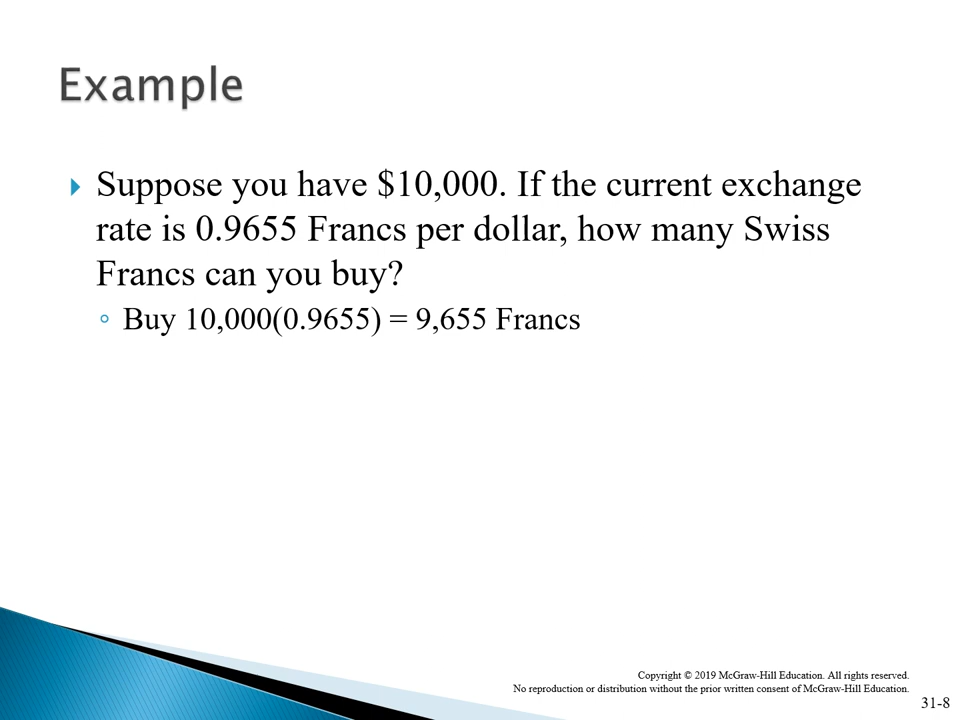 Example
Suppose you have $10,000. If the current exchange
rate is 0.9655 Francs per dollar, how many Swiss
Francs can you buy?
Buy 10,000(0.9655) = 9,655 Francs
Copyright © 2019 McGraw-Hill Education. All rights reserved.
No reproduction or distribution without the prior written consent of McGraw-Hill Education.
31-8